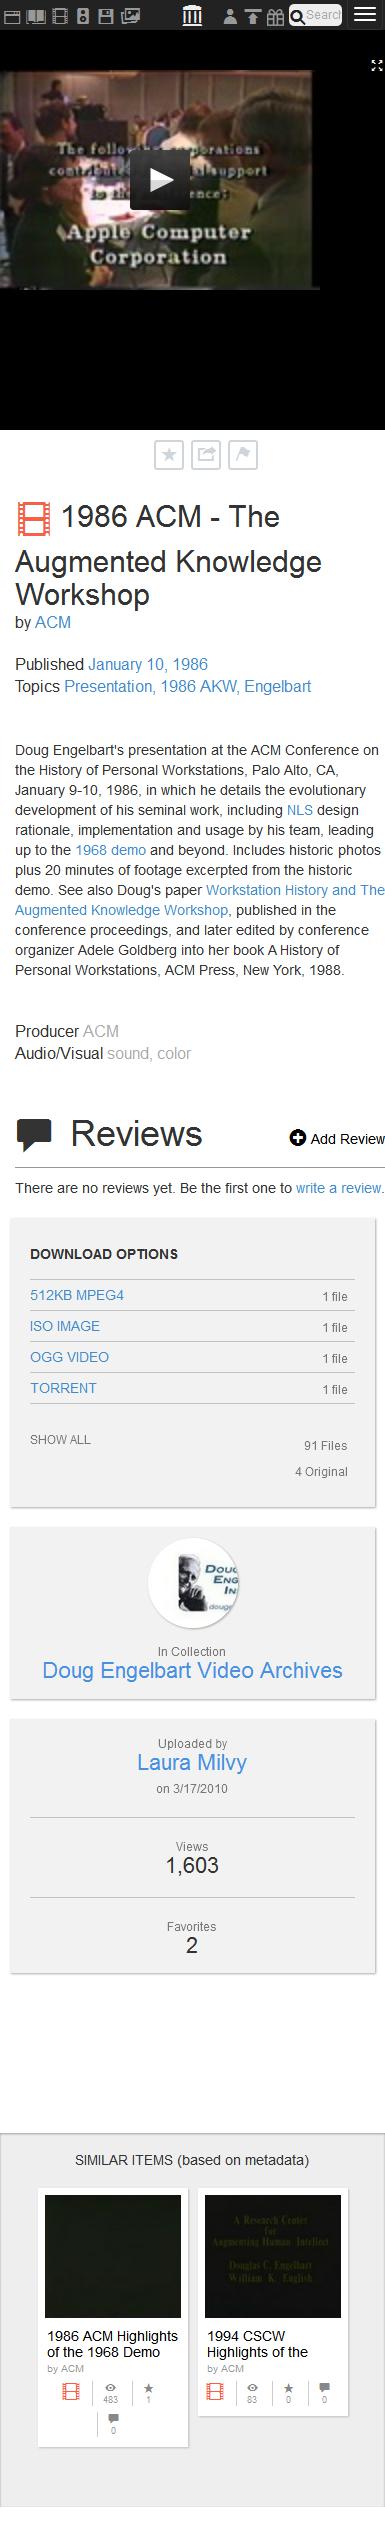 Search
The following corporations
contributed
support
Apple Computer
Corporation
1986 ACM - The
Augmented Knowledge
Workshop
by ACM
Published January 10, 1986
Topics Presentation, 1986 AKW, Engelbart
Doug Engelbart's presentation at the ACM Conference on
the History of Personal Workstations, Palo Alto, CA,
January 9-10, 1986, in which he details the evolutionary
development of his seminal work, including NLS design
rationale, implementation and usage by his team, leading
up to the 1968 demo and beyond. Includes historic photos
plus 20 minutes of footage excerpted from the historic
demo. See also Doug's paper Workstation History and The
Augmented Knowledge Workshop, published in the
conference proceedings, and later edited by conference
organizer Adele Goldberg into her book A History of
Personal Workstations, ACM Press, New York, 1988.
Producer ACM
Audio/Visual sound, color
Reviews
Add Review
There are no reviews yet. Be the first one to write a review.
DOWNLOAD OPTIONS
512KB MPEG4 1 file
ISO IMAGE 1 file
OGG VIDEO 1 file
TORRENT 1 file
SHOW ALL 91 Files
4 Original
Doug
Eng
In
doug
In Collection
Doug Engelbart Video Archives
Uploaded by
Laura Milvy
on 3/17/2010
Views
1,603
Favorites
2
SIMILAR ITEMS (based on metadata)
1986 ACM Highlights
of the 1968 Demo
by ACM
483 1
0
A Research Center
for
Augmenting Human Intellect
Douglas C. Engelbart
William K. English
1994 CSCW
Highlights of the
by ACM
83 0 0